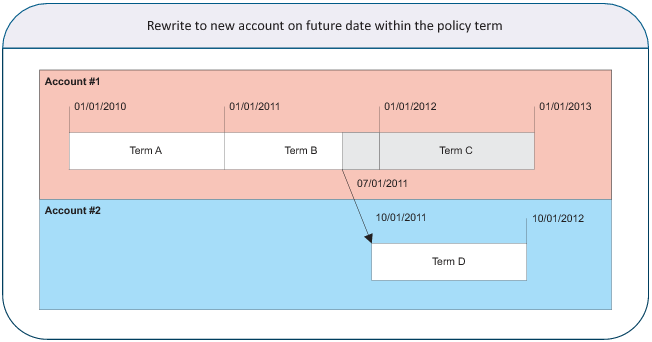 Rewrite to new account on future date within the policy term
Account #1
01/01/2010
01/01/2011
01/01/2012
01/01/2013
Term A
Term B
Term C
07/01/2011
Account #2
10/01/2011
10/01/2012
Term D